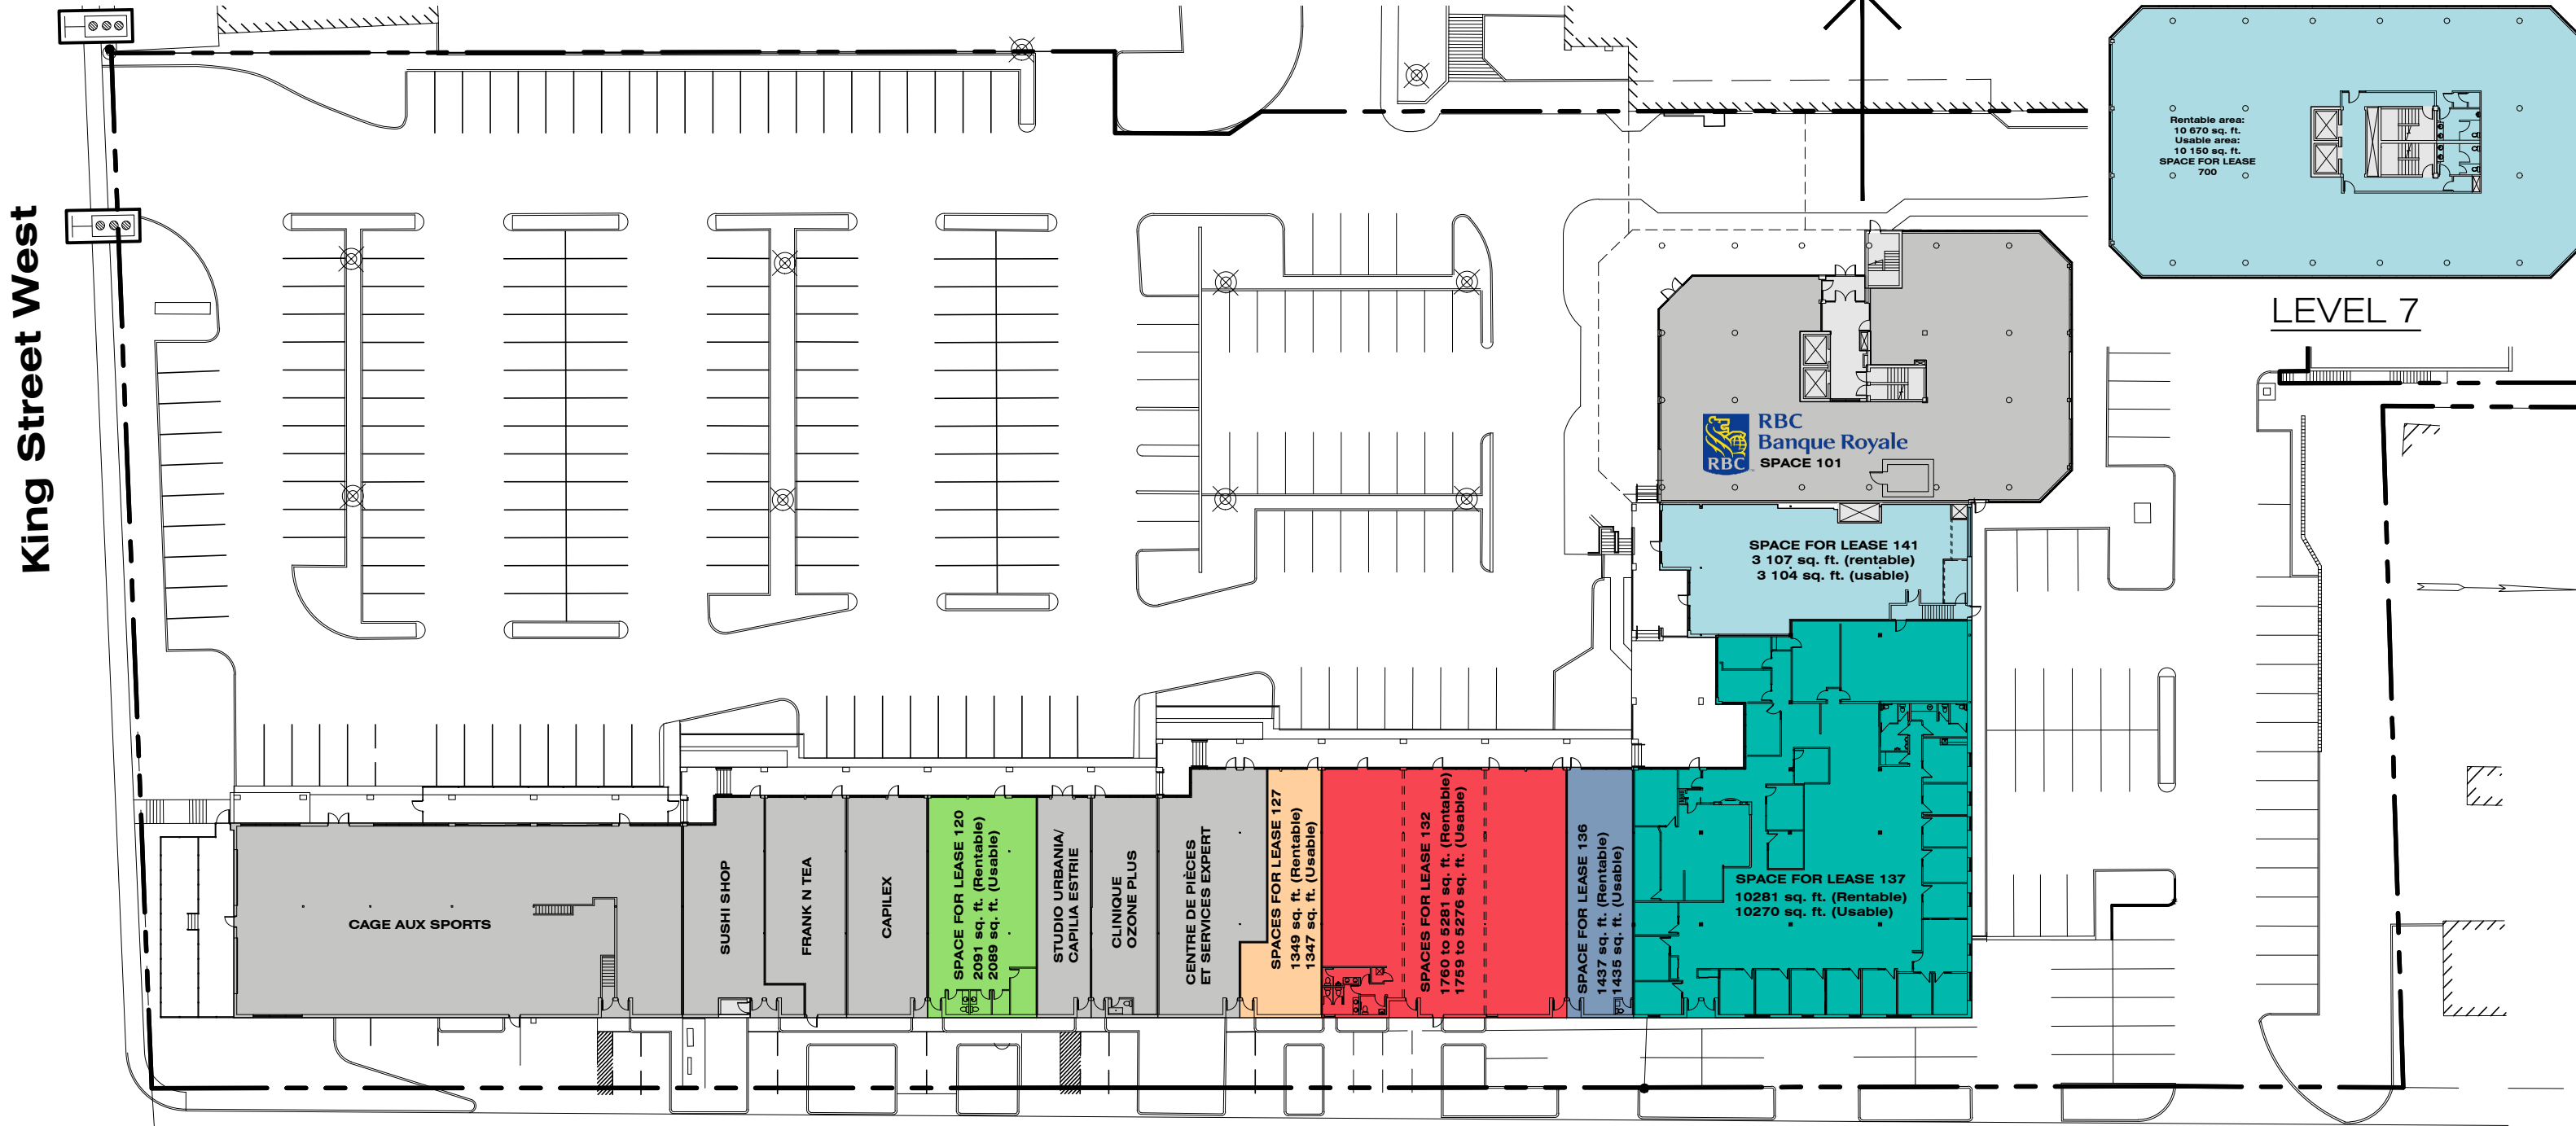 King Street West
Rentable area:
10 670 sq. ft.
Usable area:
10 150 sq. ft.
SPACE FOR LEASE
700
LEVEL 7
RBC
RBC
Banque Royale
SPACE 101
SPACE FOR LEASE 141
3 107 sq. ft. (rentable)
3 104 sq. ft. (usable)
CAGE AUX SPORTS
SUSHI SHOP
FRANK N TEA
CAPILEX
SPACE FOR LEASE 120
2091 sq. ft. (Rentable)
2089 sq. ft. (Usable)
STUDIO URBANIA/
CAPILIA ESTRIE
CLINIQUE
OZONE PLUS
CENTRE DE PIÈCES
ET SERVICES EXPERT
SPACES FOR LEASE 127
1349 sq. ft. (Rentable)
1347 sq. ft. (Usable)
SPACES FOR LEASE 132
1760 to 5281 sq. ft. (Rentable)
1759 to 5276 sq. ft. (Usable)
SPACE FOR LEASE 136
1437 sq. ft. (Rentable)
1435 sq. ft. (Usable)
SPACE FOR LEASE 137
10281 sq. ft. (Rentable)
10270 sq. ft. (Usable)